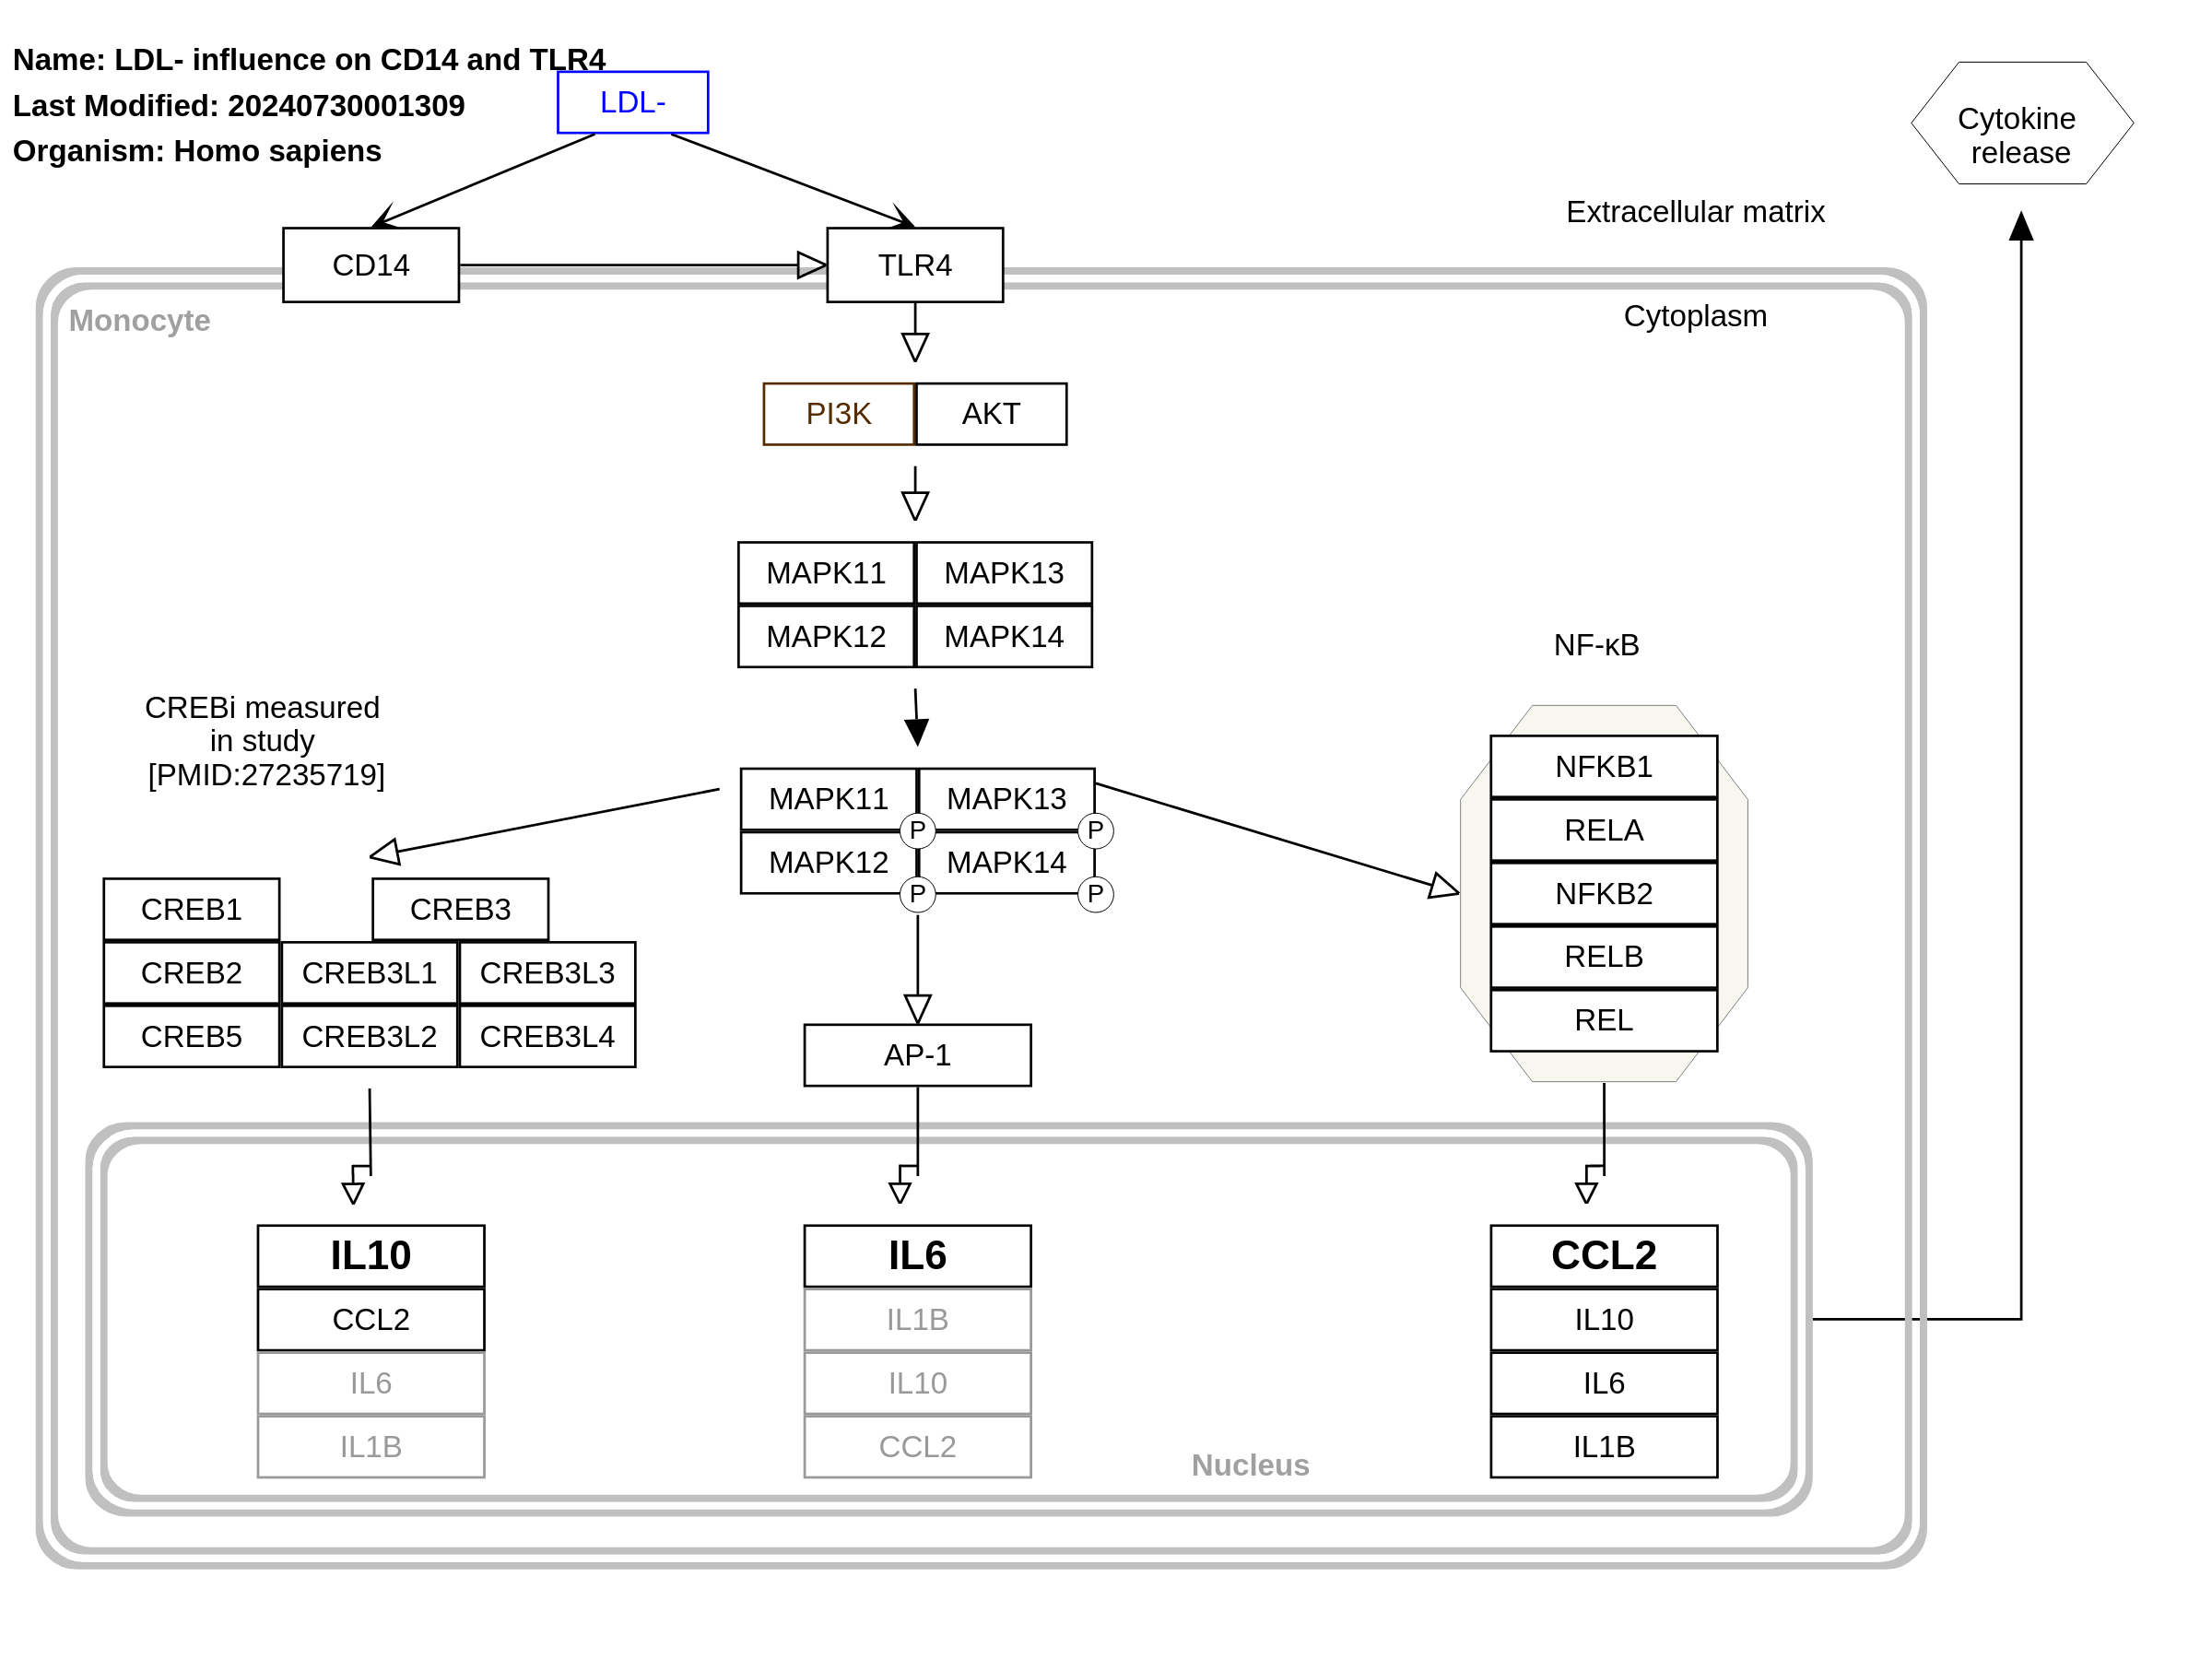 Name: LDL- influence on CD14 and TLR4
Last Modified: 20240730001309
Organism: Homo sapiens
LDL-
Cytokine
release
Extracellular matrix
CD14
TLR4
Monocyte
Cytoplasm
PI3K
AKT
MAPK11
MAPK13
MAPK12
MAPK14
NF-κB
CREBi measured
in study
[PMID:27235719]
MAPK11
MAPK13
P
P
MAPK12
MAPK14
P
P
NFKB1
RELA
NFKB2
RELB
REL
CREB1
CREB3
CREB2
CREB3L1
CREB3L3
CREB5
CREB3L2
CREB3L4
AP-1
IL10
CCL2
IL6
IL1B
IL6
IL1B
IL10
CCL2
Nucleus
CCL2
IL10
IL6
IL1B